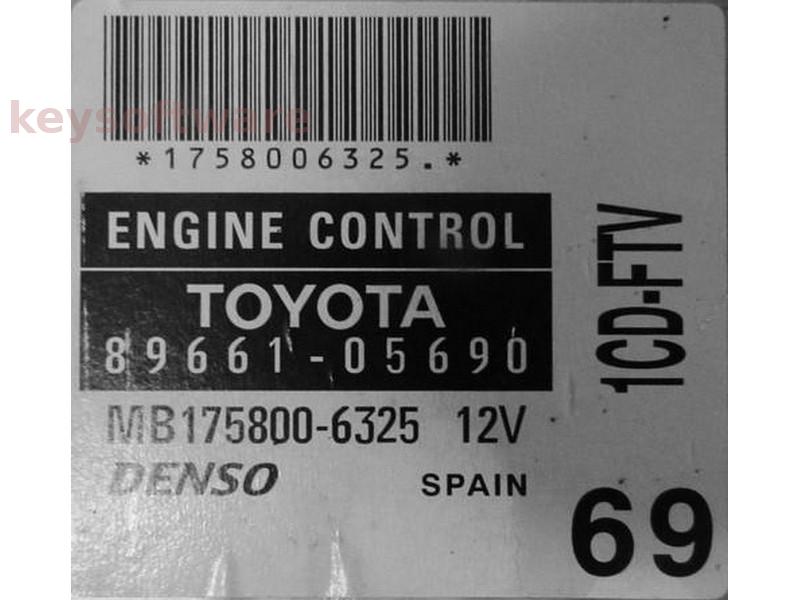 keysoftware
*1758006325.*
ENGINE CONTROL
TOYOTA
89661-05690
MB175800-6325 12V
DENSO SPAIN
1CD-FTV
69